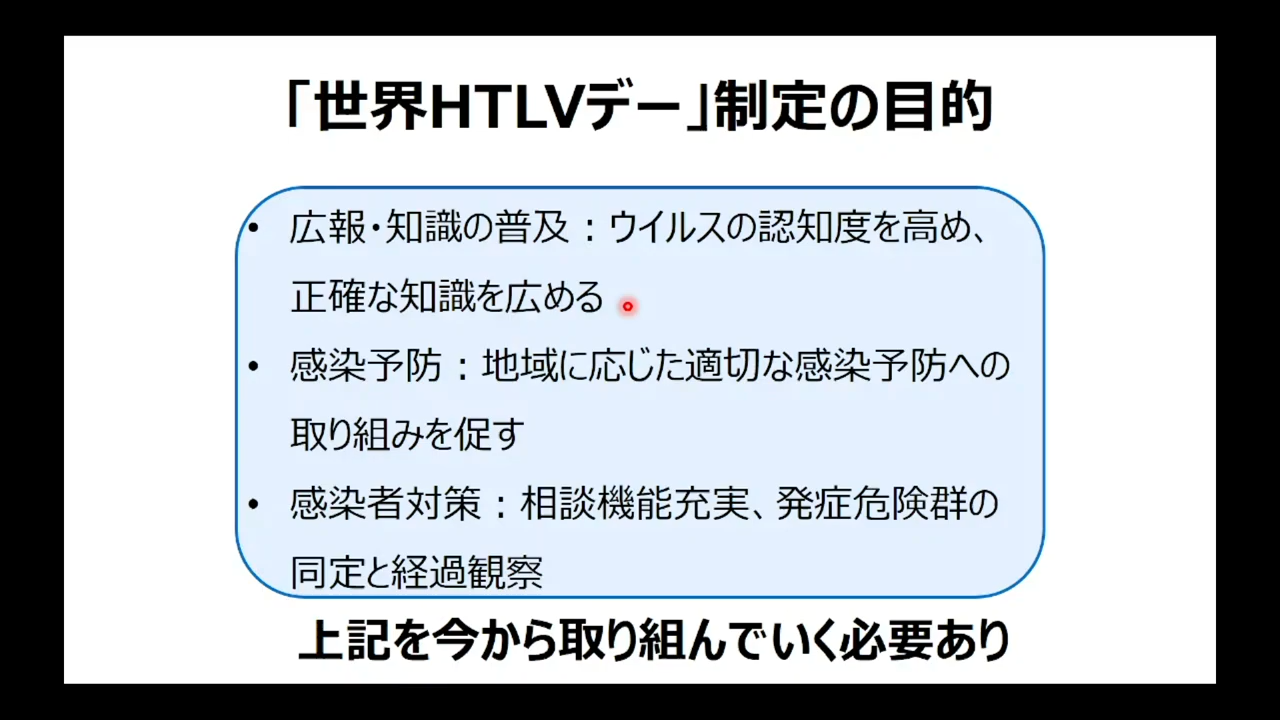 「世界HTLVデー」制定の目的
• 広報・知識の普及：ウイルスの認知度を高め、
正確な知識を広める
• 感染予防：地域に応じた適切な感染予防への
取り組みを促す
• 感染者対策：相談機能充実、発症危険群の
同定と経過観察
上記を今から取り組んでいく必要あり